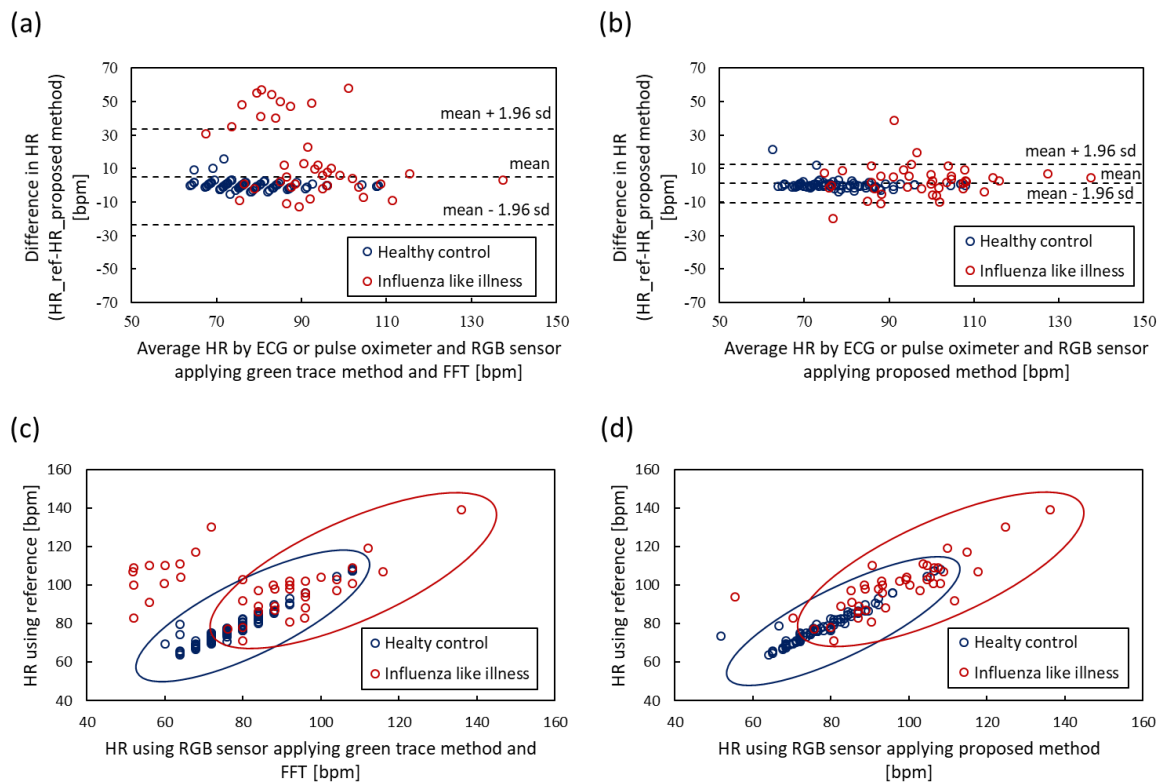 (a)
70
50
30
10
-10
-30
-50
-70
Difference in HR
(HR_ref-HR_proposed method)
[bpm]
mean + 1.96 sd
mean
mean - 1.96 sd
Healthy control
Influenza like illness
50
70
90
110
130
150
Average HR by ECG or pulse oximeter and RGB sensor
applying green trace method and FFT [bpm]
(b)
70
50
30
10
-10
-30
-50
-70
Difference in HR
(HR_ref-HR_proposed method)
[bpm]
mean + 1.96 sd
mean
mean - 1.96 sd
Healthy control
Influenza like illness
50
70
90
110
130
150
Average HR by ECG or pulse oximeter and RGB sensor
applying proposed method [bpm]
(c)
160
140
120
100
80
60
40
HR using reference [bpm]
Healty control
Influenza like illness
40
60
80
100
120
140
160
HR using RGB sensor applying green trace method and
FFT [bpm]
(d)
160
140
120
100
80
60
40
HR using reference [bpm]
Healty control
Influenza like illness
40
60
80
100
120
140
160
HR using RGB sensor applying proposed method
[bpm]